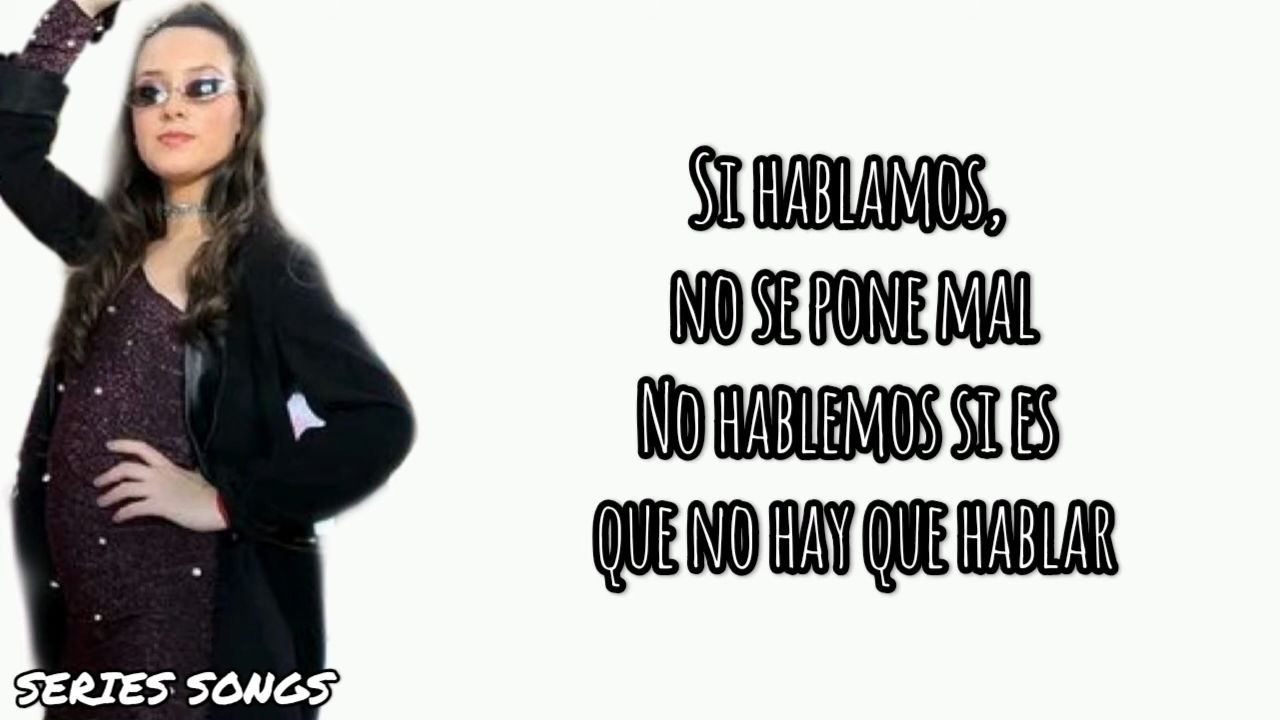 Si hablamos,
no se pone mal
No hablemos si es
que no hay que hablar
SERIES SONGS